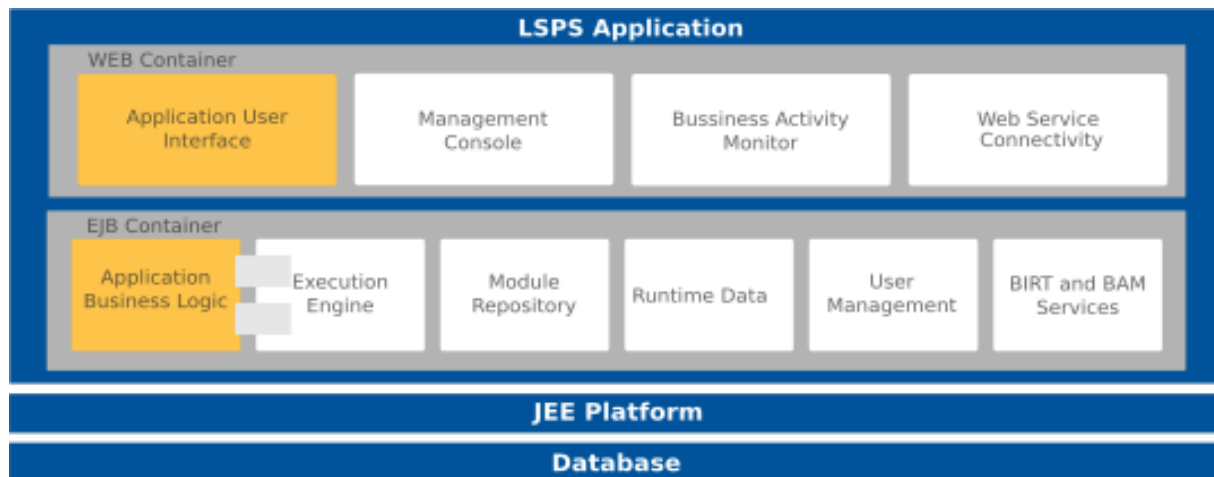 LSPS Application
WEB Container
Application User
Interface
Management
Console
Bussiness Activity
Monitor
Web Service
Connectivity
EJB Container
Application
Business Logic
Execution
Engine
Module
Repository
Runtime Data
User
Management
BIRT and BAM
Services
JEE Platform
Database